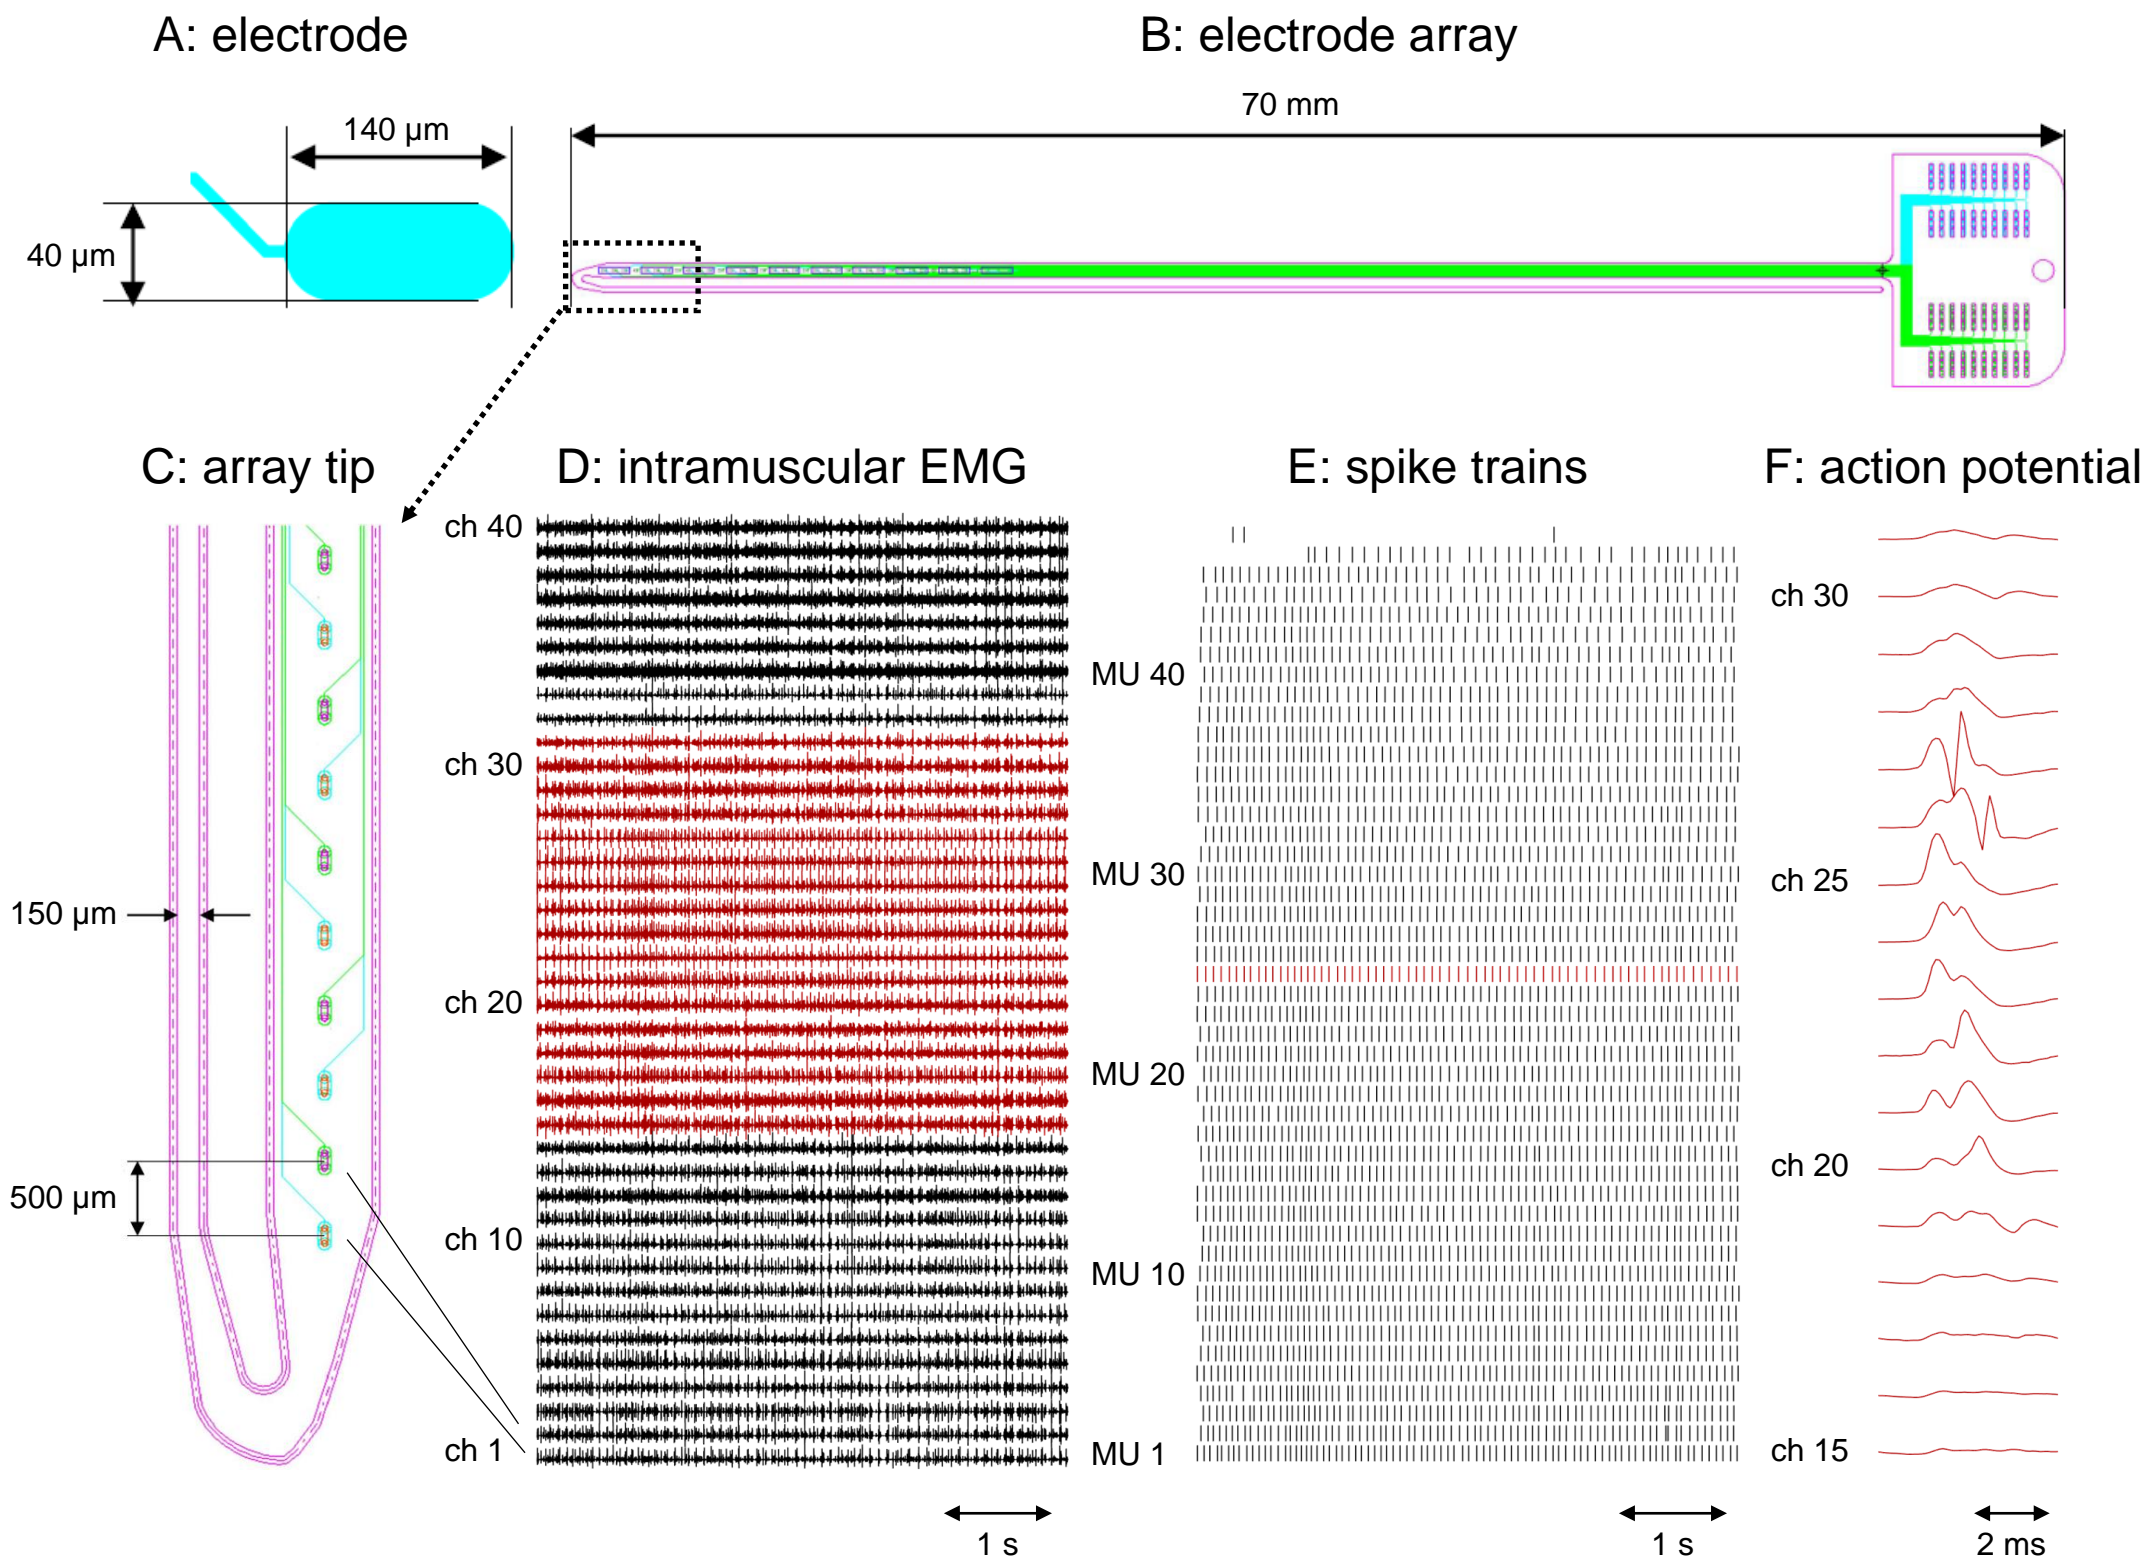 A: electrode
B: electrode array
140 µm
70 mm
40 µm
C: array tip
D: intramuscular EMG
E: spike trains
F: action potential
150 µm
500 µm
ch 40
ch 30
ch 20
ch 10
ch 1
1 s
MU 40
MU 30
MU 20
MU 10
MU 1
1 s
ch 30
ch 25
ch 20
ch 15
2 ms